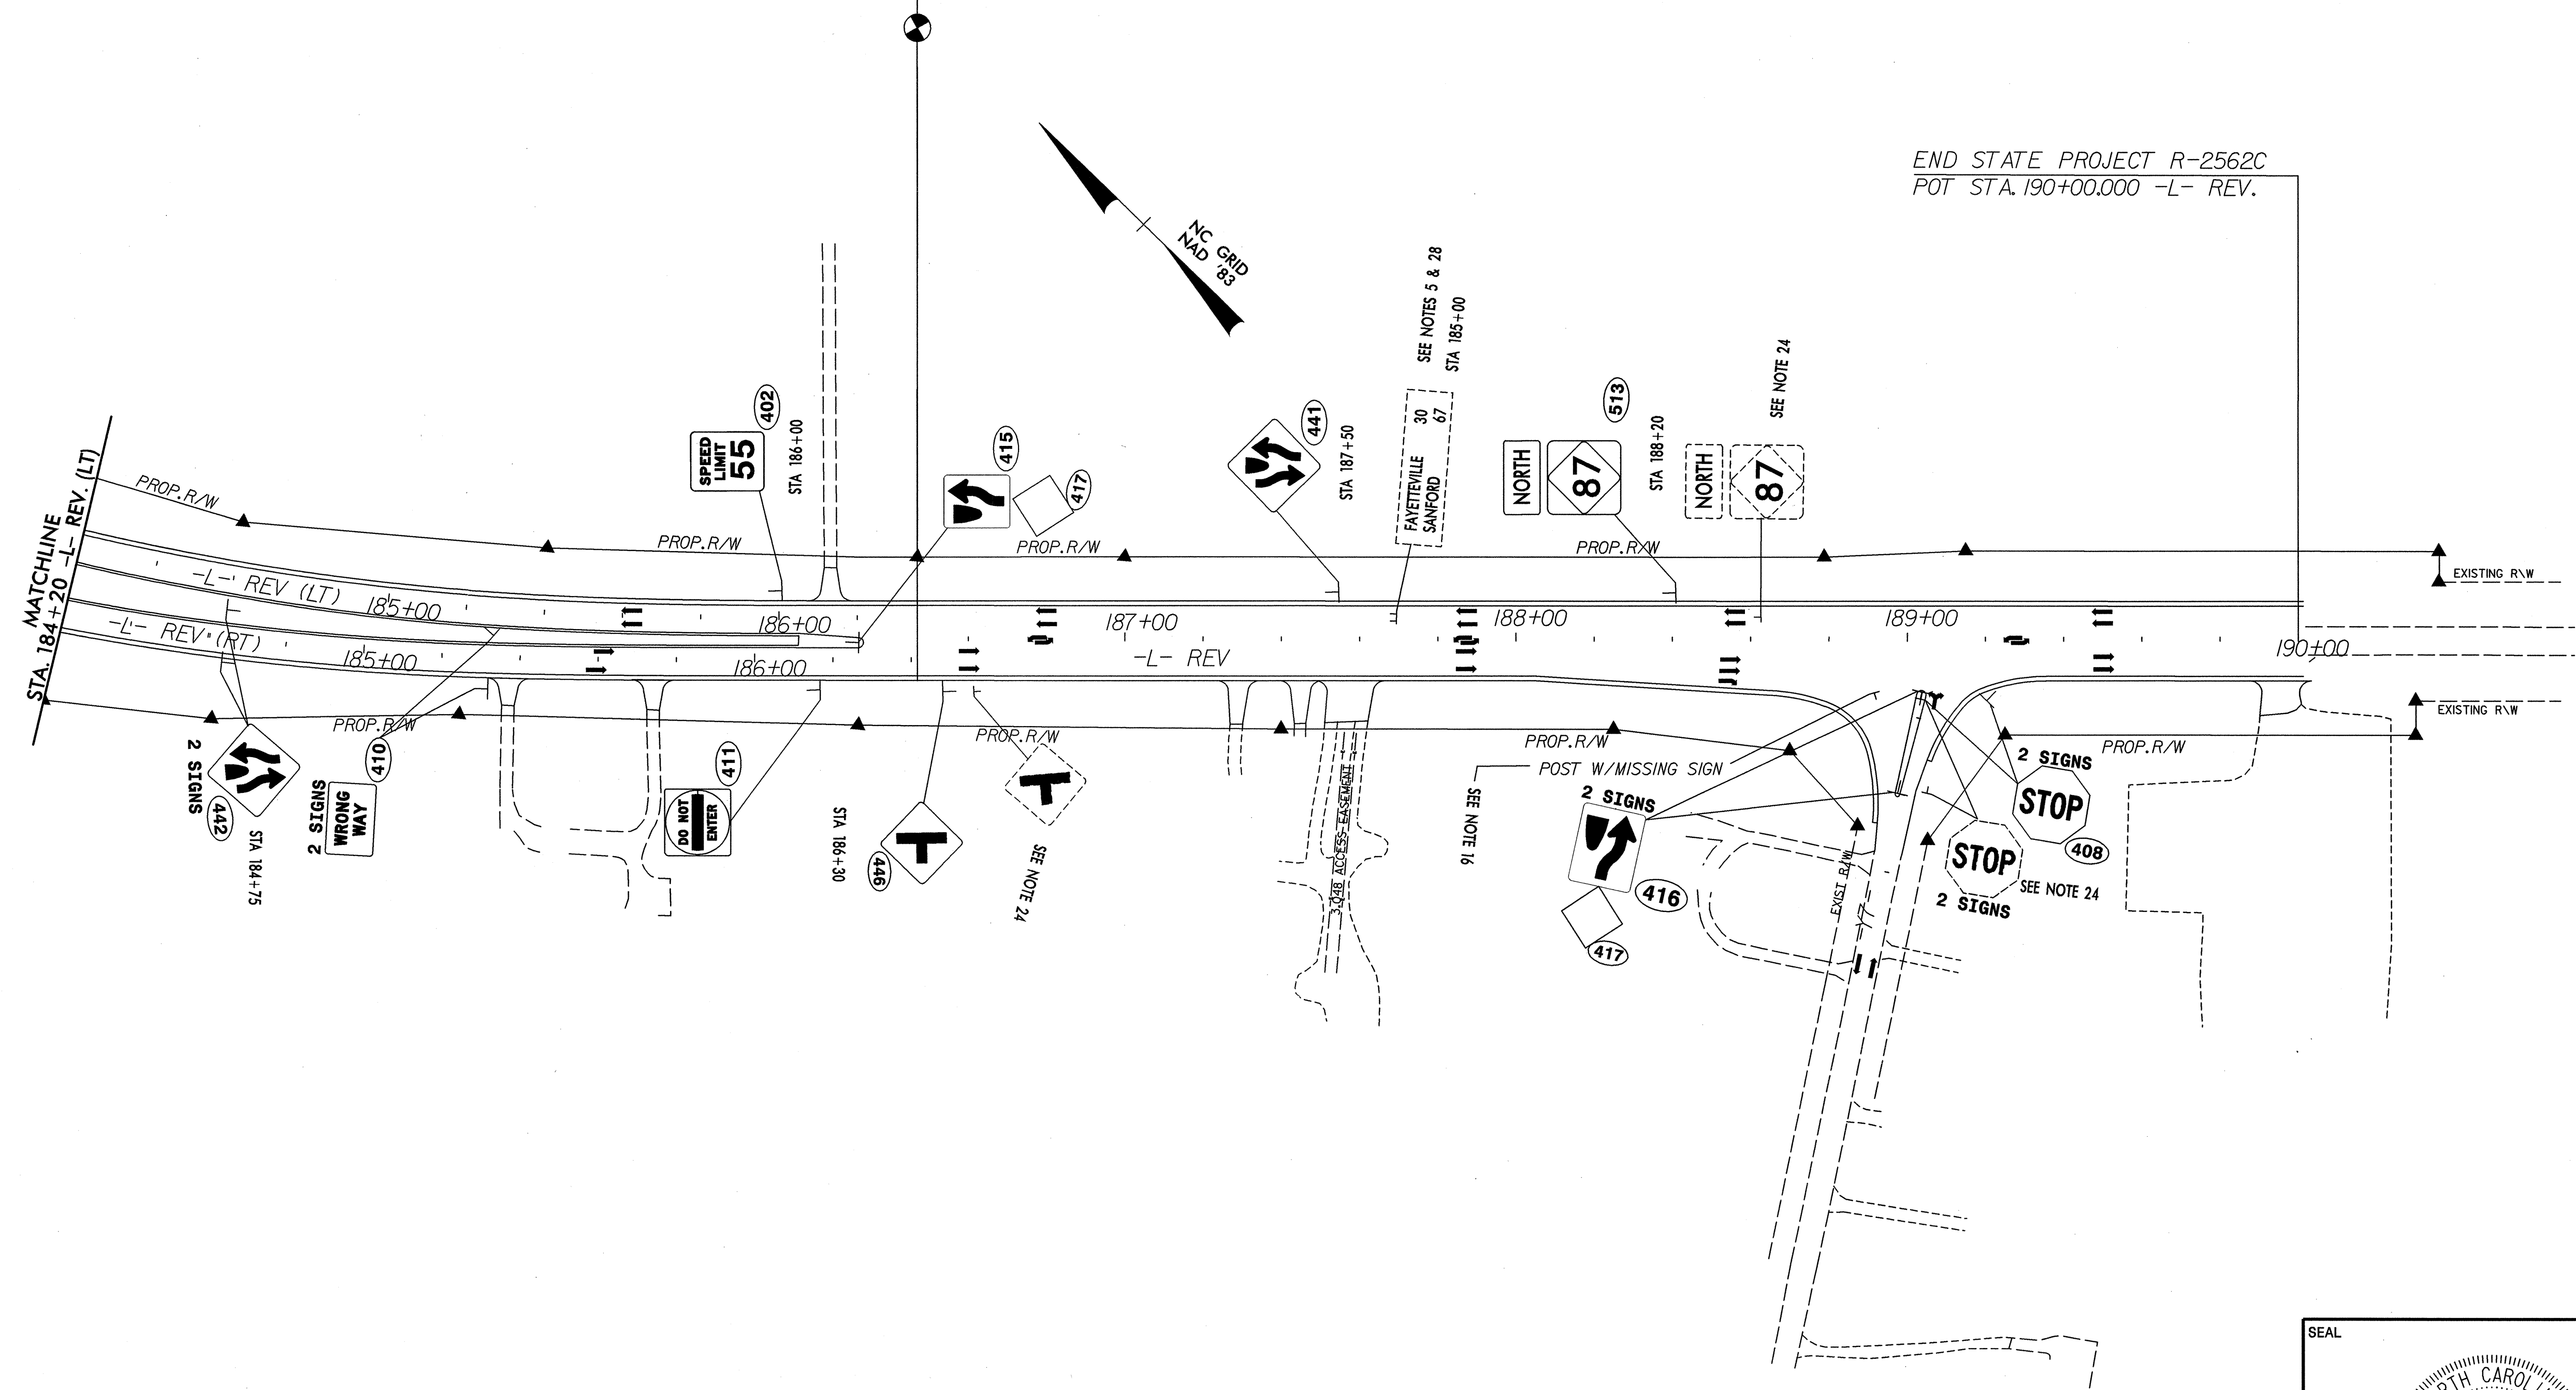 END STATE PROJECT R-2562C
POT STA. 190+00.000 -L- REV.
NC GRID
NAD '83
SEE NOTES 5 & 28
STA 185+00
FAYETTEVILLE 30
SANFORD 67
SPEED
LIMIT
55
402
STA 186+00
415
417
441
STA 187+50
NORTH
87
513
STA 188+20
NORTH
87
SEE NOTE 24
MATCHLINE
STA. 184+20 -L- REV. (LT)
PROP. R/W
PROP. R/W
PROP. R/W
PROP. R/W
EXISTING R\W
-L- REV (LT)
185+00
186+00
187+00
188+00
189+00
190+00
-L- REV (RT)
185+00
186+00
-L- REV
PROP. R/W
PROP. R/W
PROP. R/W
PROP. R/W
EXISTING R\W
2 SIGNS
442
STA 184+75
2 SIGNS
WRONG
WAY
410
DO NOT
ENTER
411
STA 186+30
446
SEE NOTE 24
3.048 ACCESS EASEMENT
SEE NOTE 16
POST W/MISSING SIGN
2 SIGNS
416
417
EXIST R/W
2 SIGNS
STOP
408
STOP
SEE NOTE 24
2 SIGNS
SEAL
RTH CAROLI